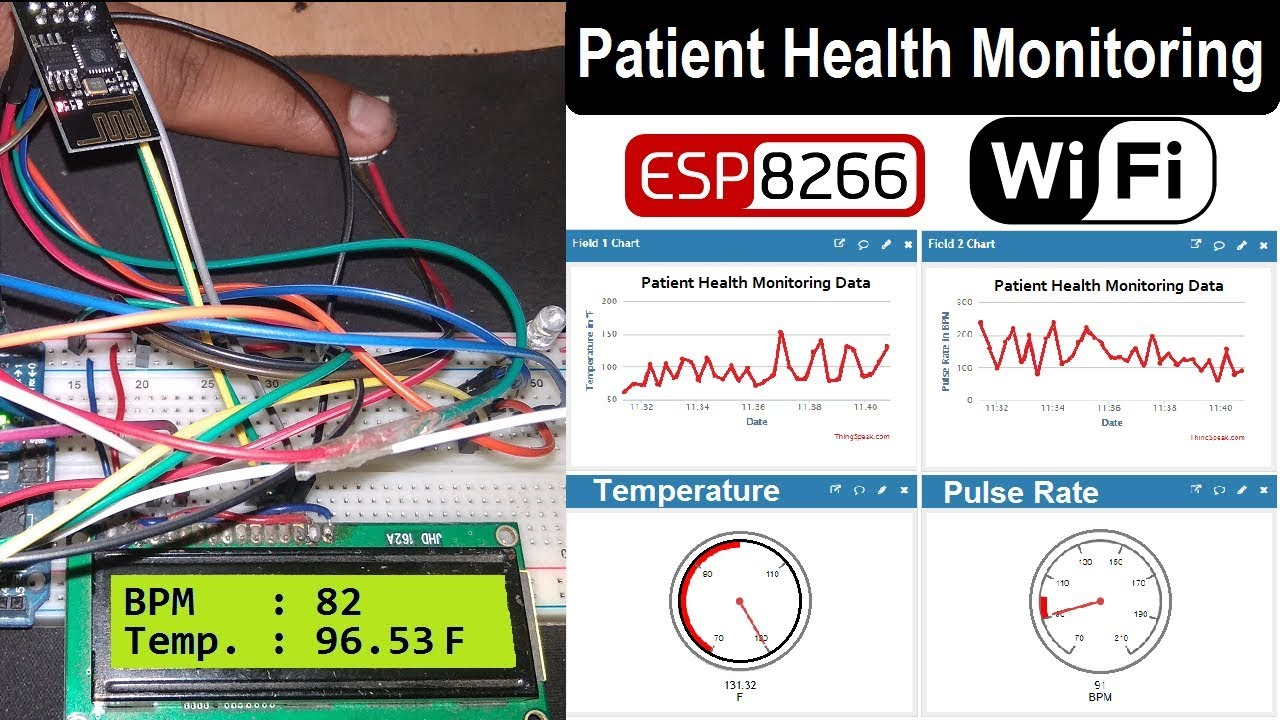 Patient Health Monitoring
ESP8266
WiFi
Field 1 Chart
Patient Health Monitoring Data
Temperature in °F
200
150
100
50
11:32
11:34
11:36
11:38
11:40
Date
ThingSpeak.com
Field 2 Chart
Patient Health Monitoring Data
Pulse Rate in BPM
300
200
100
0
11:32
11:34
11:36
11:38
11:40
Date
ThingSpeak.com
15
20
25
30
50
JHD 162A
BPM : 82
Temp. : 96.53 F
Temperature
70
90
110
131.32
F
Pulse Rate
70
110
130
150
170
190
210
91
BPM